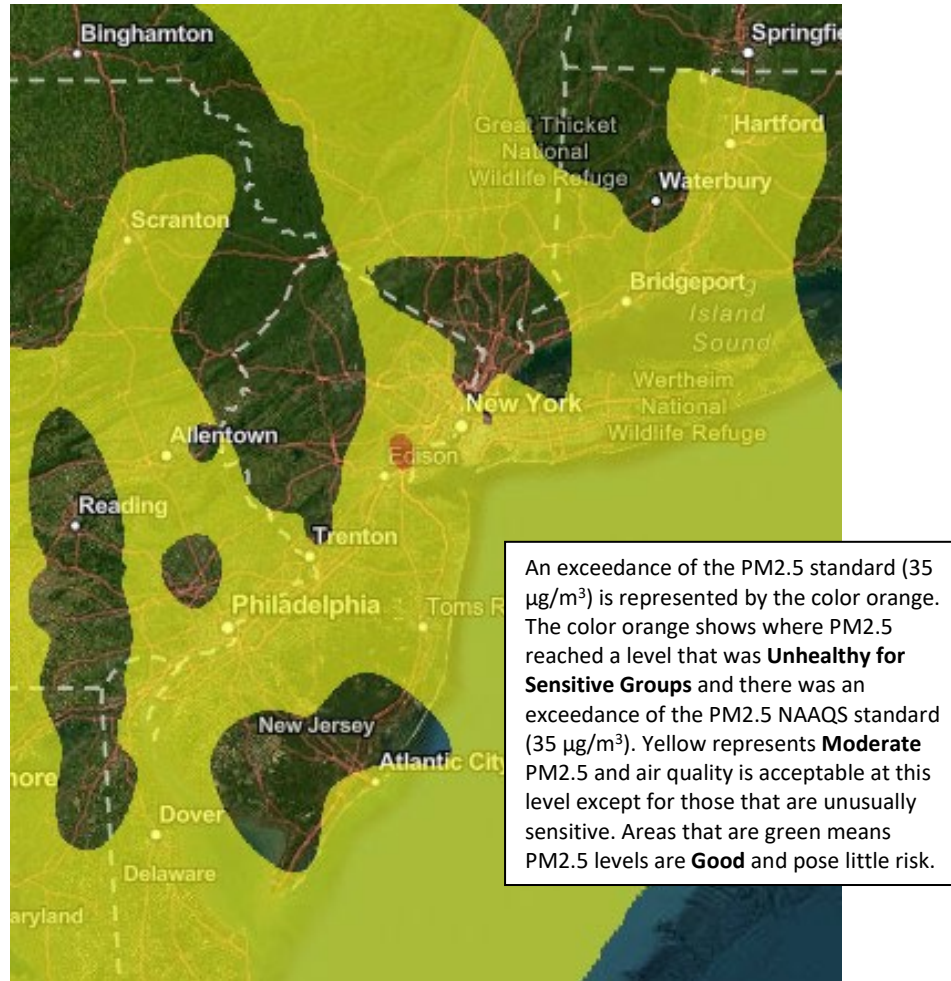 Binghamton
Springfie
Great Thicket
National
Wildlife Refuge
Hartford
Waterbury
Scranton
Bridgeport
Island
Sound
Wertheim
National
Wildlife Refuge
New York
Allentown
Edison
Reading
Trenton
Philadelphia
Toms R
New Jersey
Atlantic City
more
Dover
Delaware
aryland
An exceedance of the PM2.5 standard (35
µg/m³) is represented by the color orange.
The color orange shows where PM2.5
reached a level that was Unhealthy for
Sensitive Groups and there was an
exceedance of the PM2.5 NAAQS standard
(35 µg/m³). Yellow represents Moderate
PM2.5 and air quality is acceptable at this
level except for those that are unusually
sensitive. Areas that are green means
PM2.5 levels are Good and pose little risk.